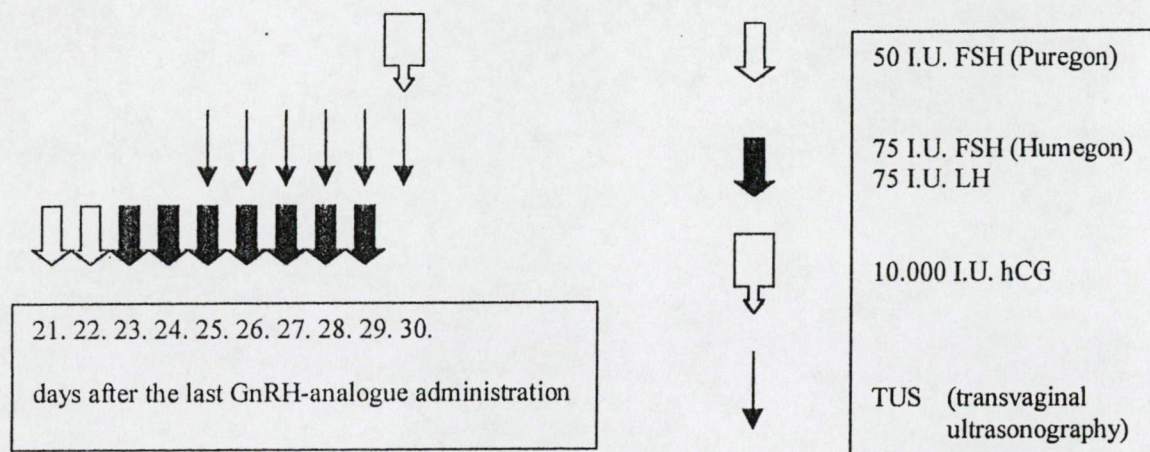 50 I.U. FSH (Puregon)
75 I.U. FSH (Humegon)
75 I.U. LH
10.000 I.U. hCG
TUS (transvaginal
ultrasonography)
21. 22. 23. 24. 25. 26. 27. 28. 29. 30.
days after the last GnRH-analogue administration